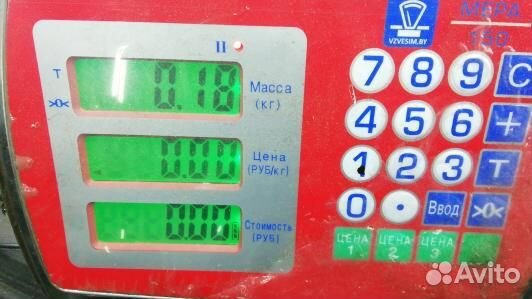 МЕРА
150
VZVESIM.BY
II
T
>0<
0.18
Масса
(кг)
0.00
Цена
(РУБ/кг)
0.00
Стоимость
(РУБ)
7 8 9 C
4 5 6 +
1 2 3 T
0 . Ввод >0<
ЦЕНА 1 ЦЕНА 2 ЦЕНА 3
Avito